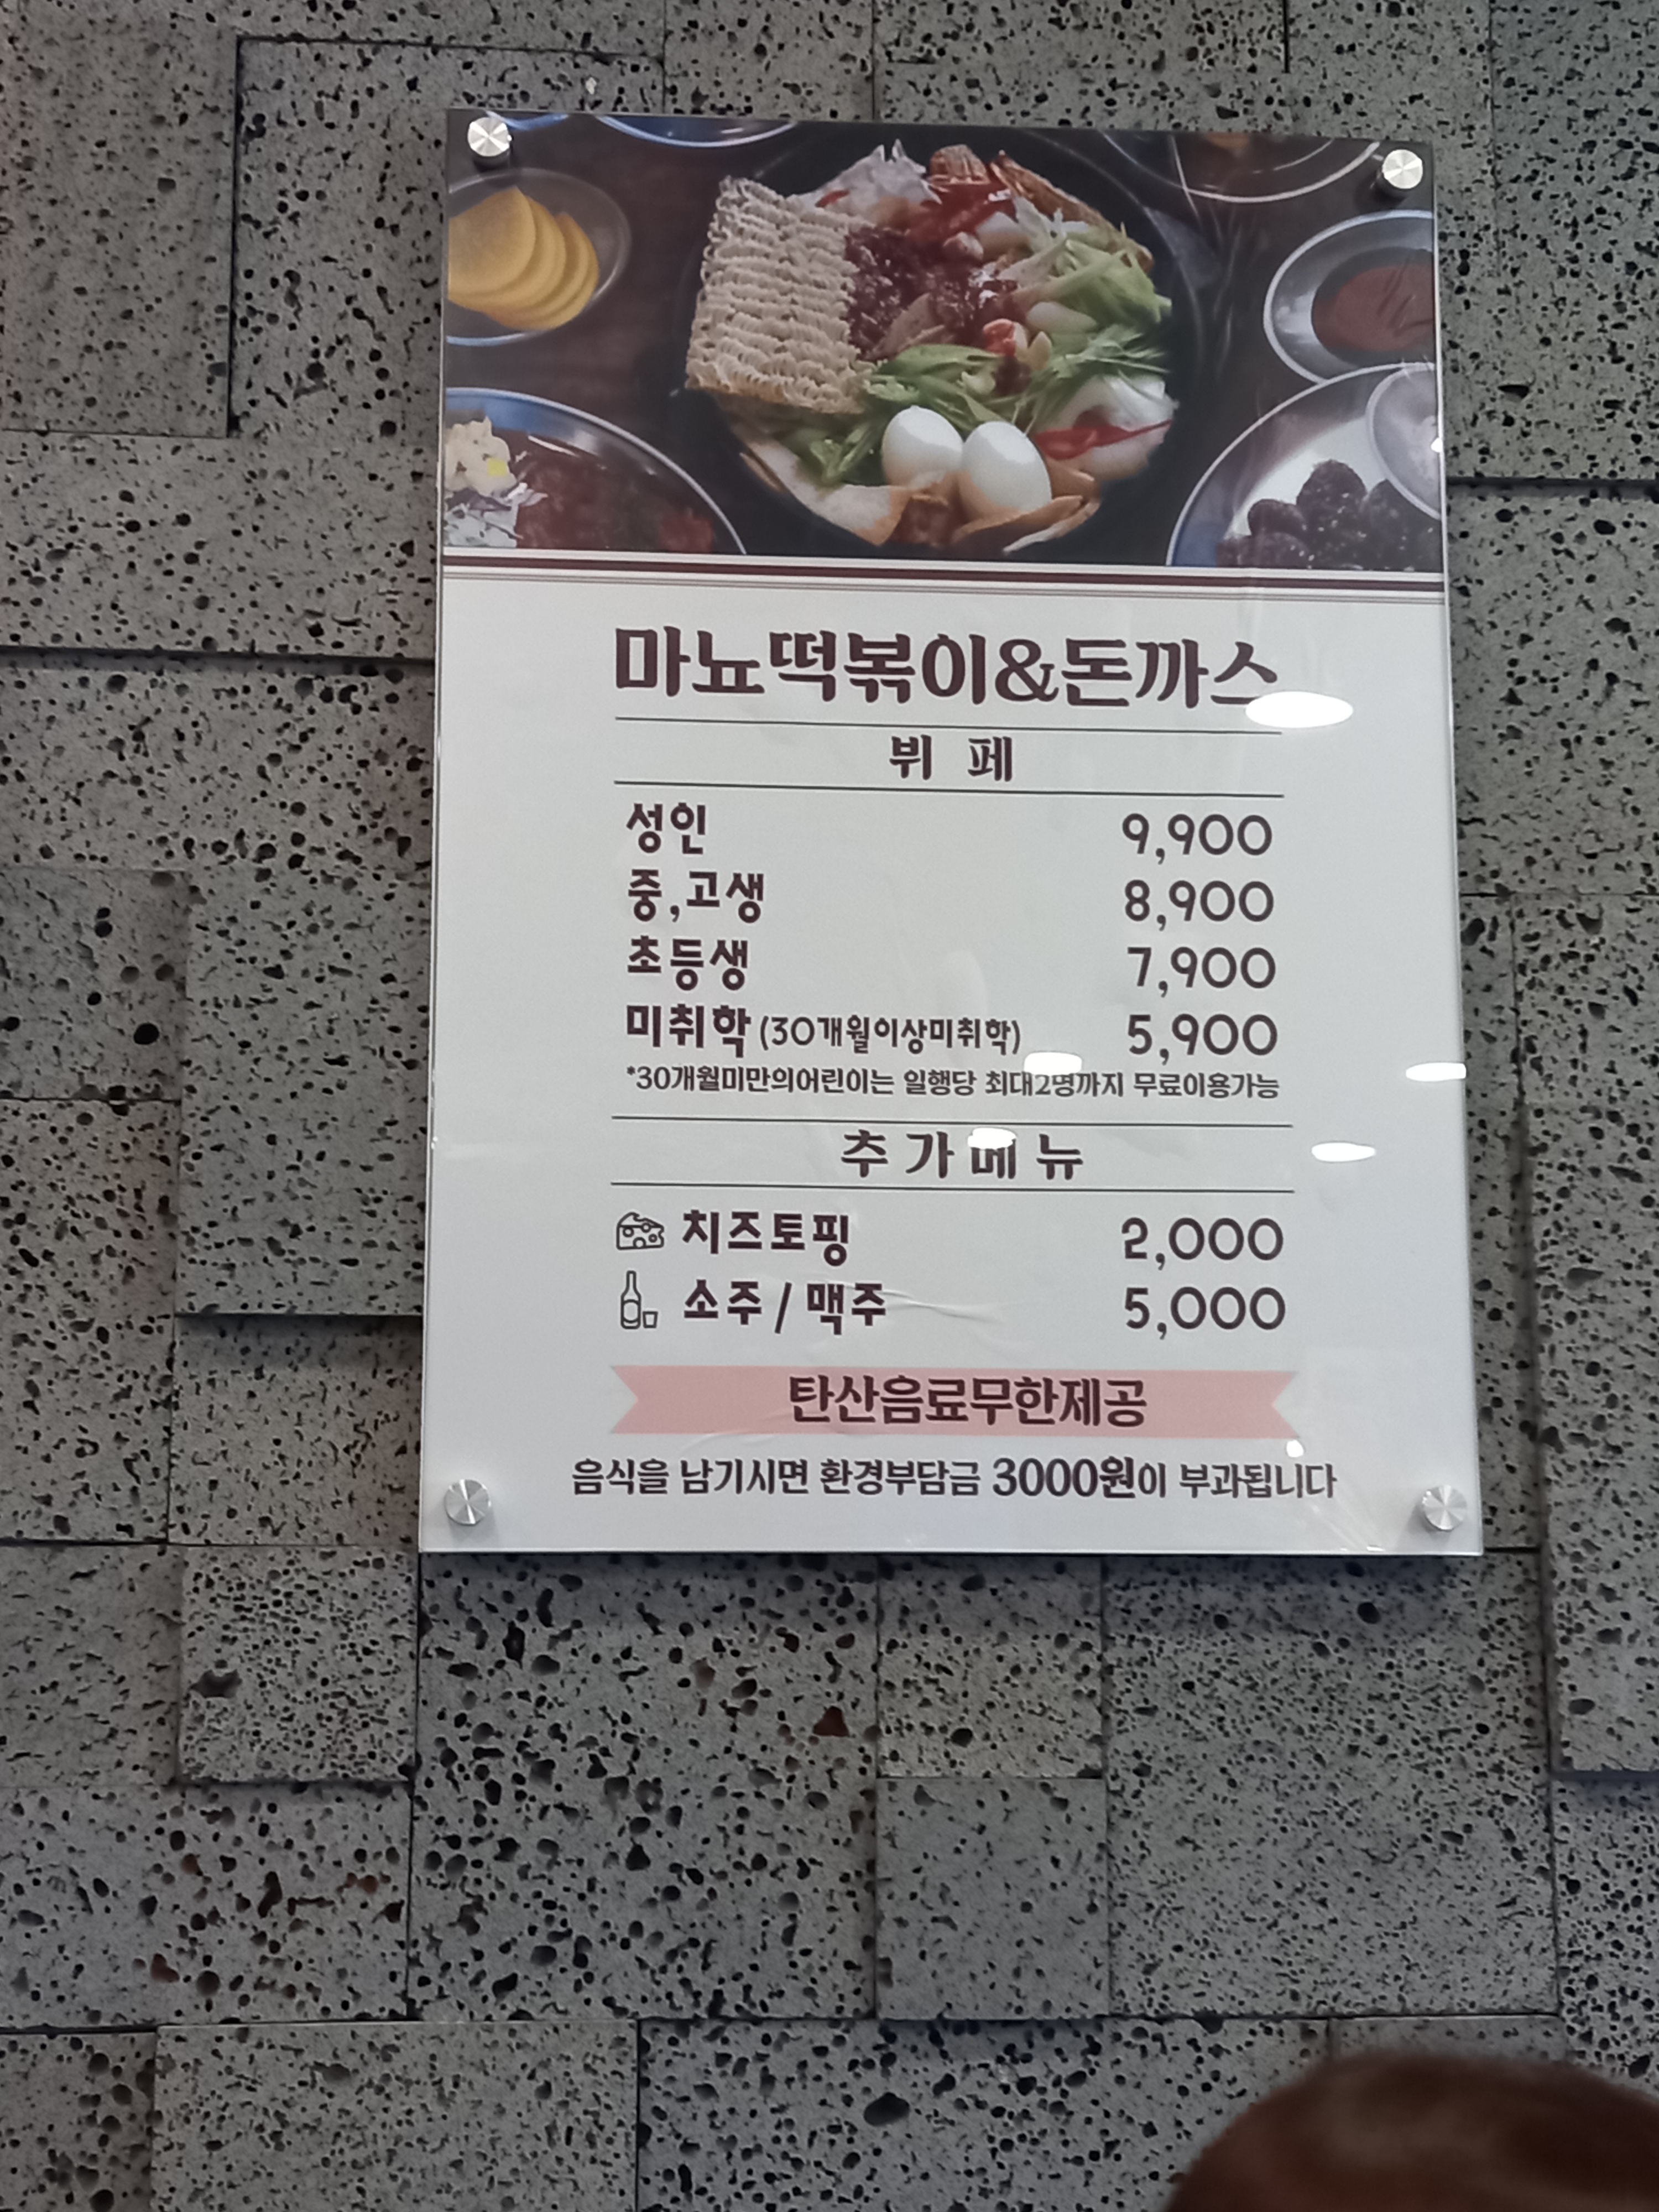 마뇨떡볶이&돈까스
뷔 페
성인 9,900
중,고생 8,900
초등생 7,900
미취학 (30개월이상미취학) 5,900
*30개월미만의어린이는 일행당 최대2명까지 무료이용가능
추 가 메 뉴
치즈토핑 2,000
소주 / 맥주 5,000
탄산음료무한제공
음식을 남기시면 환경부담금 3000원이 부과됩니다